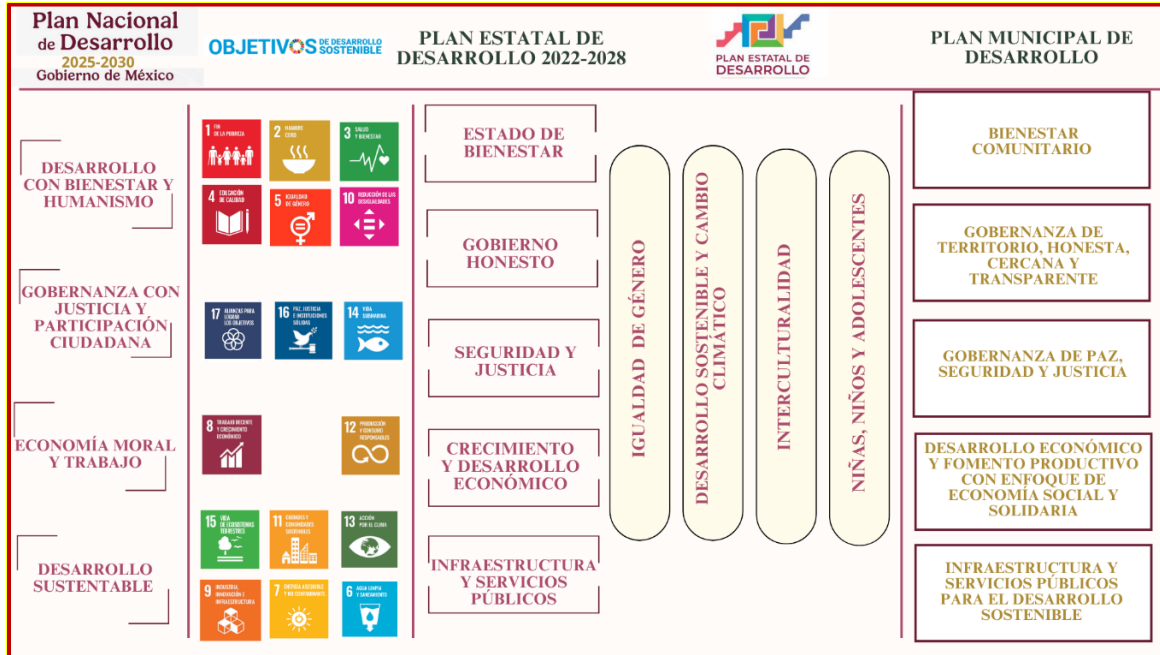 Plan Nacional
de Desarrollo
2025-2030
Gobierno de México
OBJETIVOS DE DESARROLLO
SOSTENIBLE
PLAN ESTATAL DE
DESARROLLO 2022-2028
PLAN ESTATAL DE
DESARROLLO
PLAN MUNICIPAL DE
DESARROLLO
DESARROLLO
CON BIENESTAR Y
HUMANISMO
GOBERNANZA CON
JUSTICIA Y
PARTICIPACIÓN
CIUDADANA
ECONOMÍA MORAL
Y TRABAJO
DESARROLLO
SUSTENTABLE
1 FIN
DE LA POBREZA
2 HAMBRE
CERO
3 SALUD
Y BIENESTAR
4 EDUCACIÓN
DE CALIDAD
5 IGUALDAD
DE GÉNERO
10 REDUCCIÓN DE LAS
DESIGUALDADES
17 ALIANZAS PARA
LOGRAR
LOS OBJETIVOS
16 PAZ, JUSTICIA
E INSTITUCIONES
SÓLIDAS
14 VIDA
SUBMARINA
8 TRABAJO DECENTE
Y CRECIMIENTO
ECONÓMICO
12 PRODUCCIÓN
Y CONSUMO
RESPONSABLES
15 VIDA
DE ECOSISTEMAS
TERRESTRES
11 CIUDADES Y
COMUNIDADES
SOSTENIBLES
13 ACCIÓN
POR EL CLIMA
9 INDUSTRIA,
INNOVACIÓN E
INFRAESTRUCTURA
7 ENERGÍA ASEQUIBLE
Y NO CONTAMINANTE
6 AGUA LIMPIA
Y SANEAMIENTO
ESTADO DE
BIENESTAR
GOBIERNO
HONESTO
SEGURIDAD Y
JUSTICIA
CRECIMIENTO
Y DESARROLLO
ECONÓMICO
INFRAESTRUCTURA
Y SERVICIOS
PÚBLICOS
IGUALDAD DE GÉNERO
DESARROLLO SOSTENIBLE Y CAMBIO
CLIMÁTICO
INTERCULTURALIDAD
NIÑAS, NIÑOS Y ADOLESCENTES
BIENESTAR
COMUNITARIO
GOBERNANZA DE
TERRITORIO, HONESTA,
CERCANA Y
TRANSPARENTE
GOBERNANZA DE PAZ,
SEGURIDAD Y JUSTICIA
DESARROLLO ECONÓMICO
Y FOMENTO PRODUCTIVO
CON ENFOQUE DE
ECONOMÍA SOCIAL Y
SOLIDARIA
INFRAESTRUCTURA Y
SERVICIOS PÚBLICOS
PARA EL DESARROLLO
SOSTENIBLE